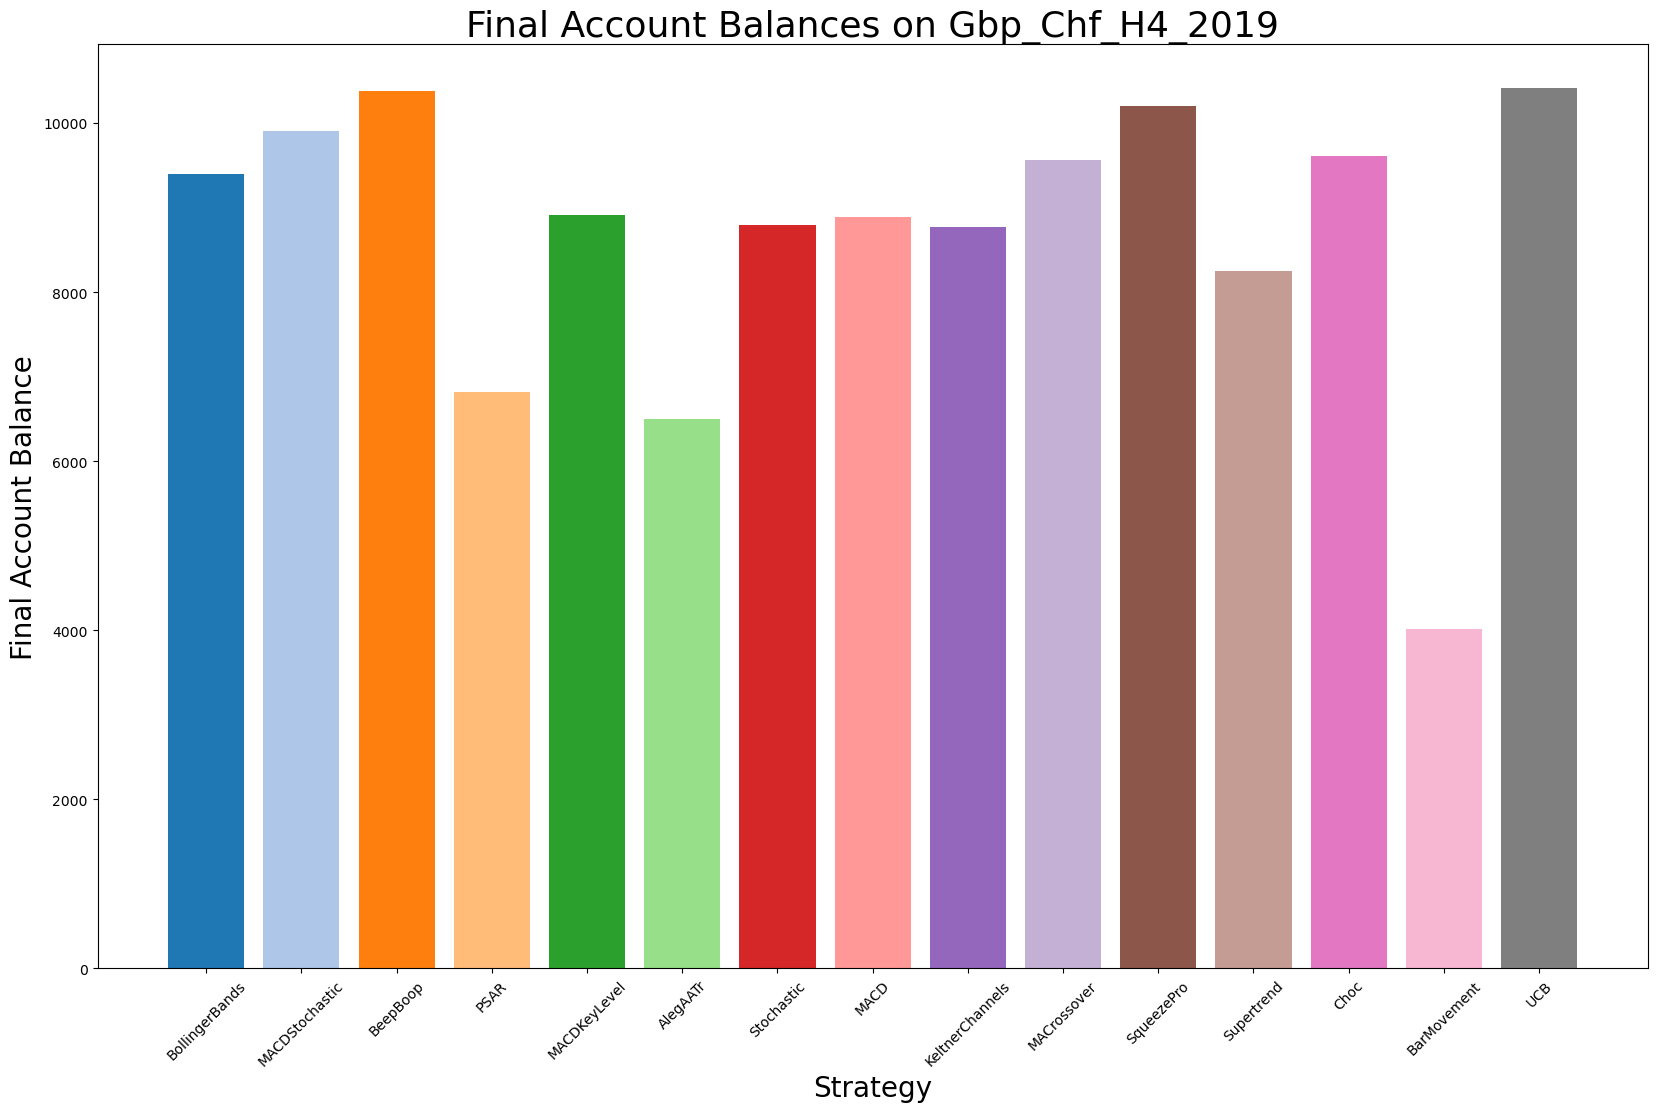 Final Account Balances on Gbp_Chf_H4_2019
Final Account Balance
10000
8000
6000
4000
2000
0
BollingerBands
MACDStochastic
BeepBoop
PSAR
MACDKeyLevel
AlegAATr
Stochastic
MACD
KeltnerChannels
MACrossover
SqueezePro
Supertrend
Choc
BarMovement
UCB
Strategy